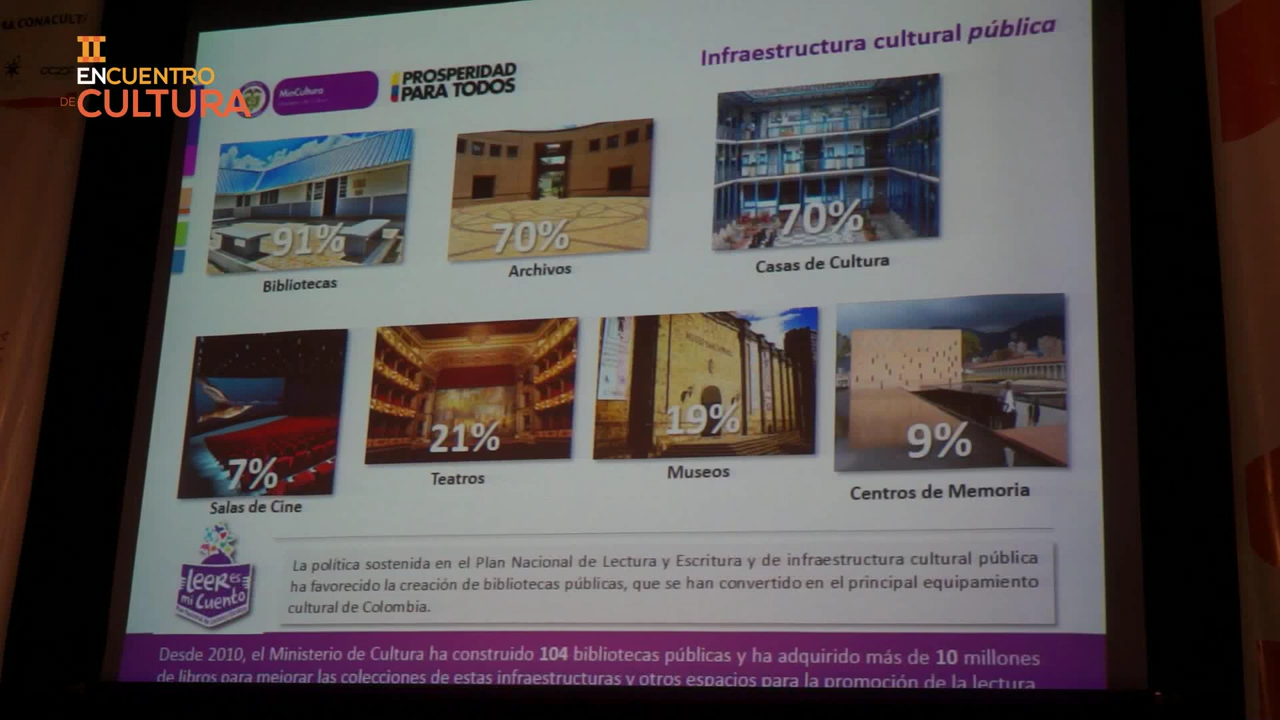 CONACULTA
II
ENCUENTRO
DE CULTURA
MinCultura
PROSPERIDAD
PARA TODOS
Infraestructura cultural pública
91%
Bibliotecas
70%
Archivos
70%
Casas de Cultura
7%
Salas de Cine
21%
Teatros
19%
Museos
9%
Centros de Memoria
Leer es
mi Cuento
La política sostenida en el Plan Nacional de Lectura y Escritura y de infraestructura cultural pública
ha favorecido la creación de bibliotecas públicas, que se han convertido en el principal equipamiento
cultural de Colombia.
Desde 2010, el Ministerio de Cultura ha construido 104 bibliotecas públicas y ha adquirido más de 10 millones
de libros para mejorar las colecciones de estas infraestructuras y otros espacios para la promoción de la lectura